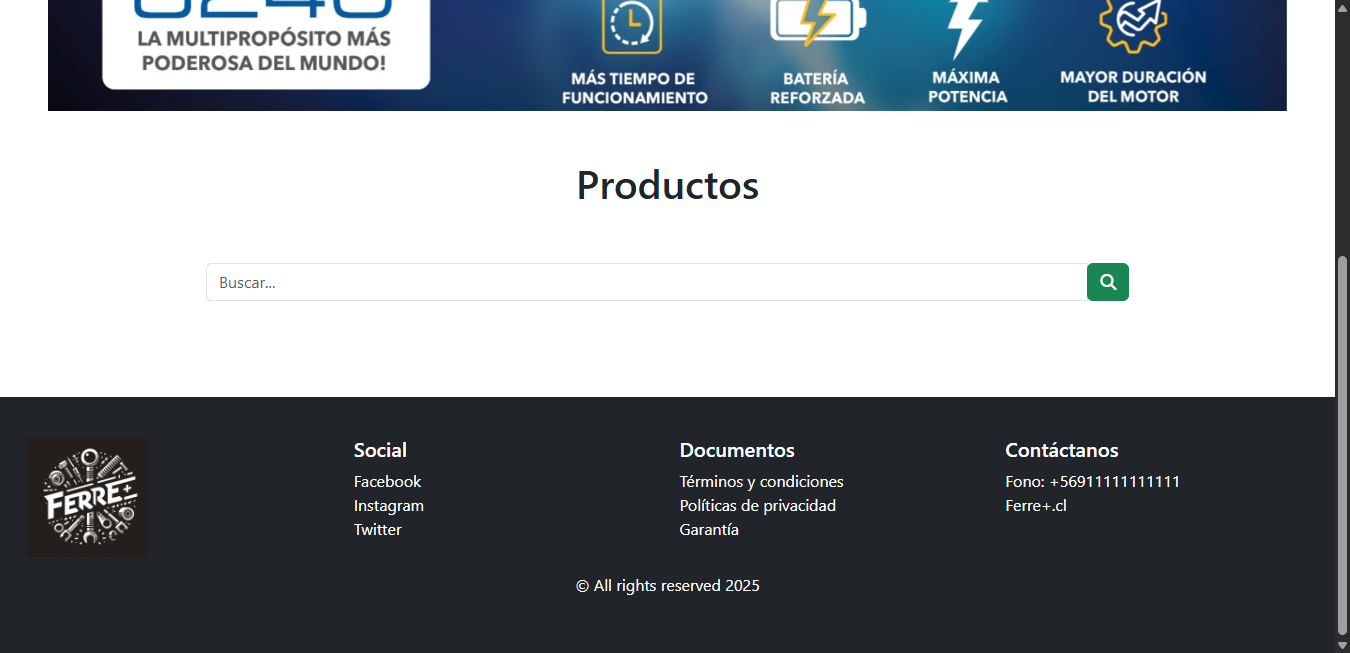 LA MULTIPROPÓSITO MÁS
PODEROSA DEL MUNDO!
MÁS TIEMPO DE
FUNCIONAMIENTO
BATERÍA
REFORZADA
MÁXIMA
POTENCIA
MAYOR DURACIÓN
DEL MOTOR
Productos
Buscar...
FERRE+
Social
Facebook
Instagram
Twitter
Documentos
Términos y condiciones
Políticas de privacidad
Garantía
Contáctanos
Fono: +56911111111111
Ferre+.cl
© All rights reserved 2025